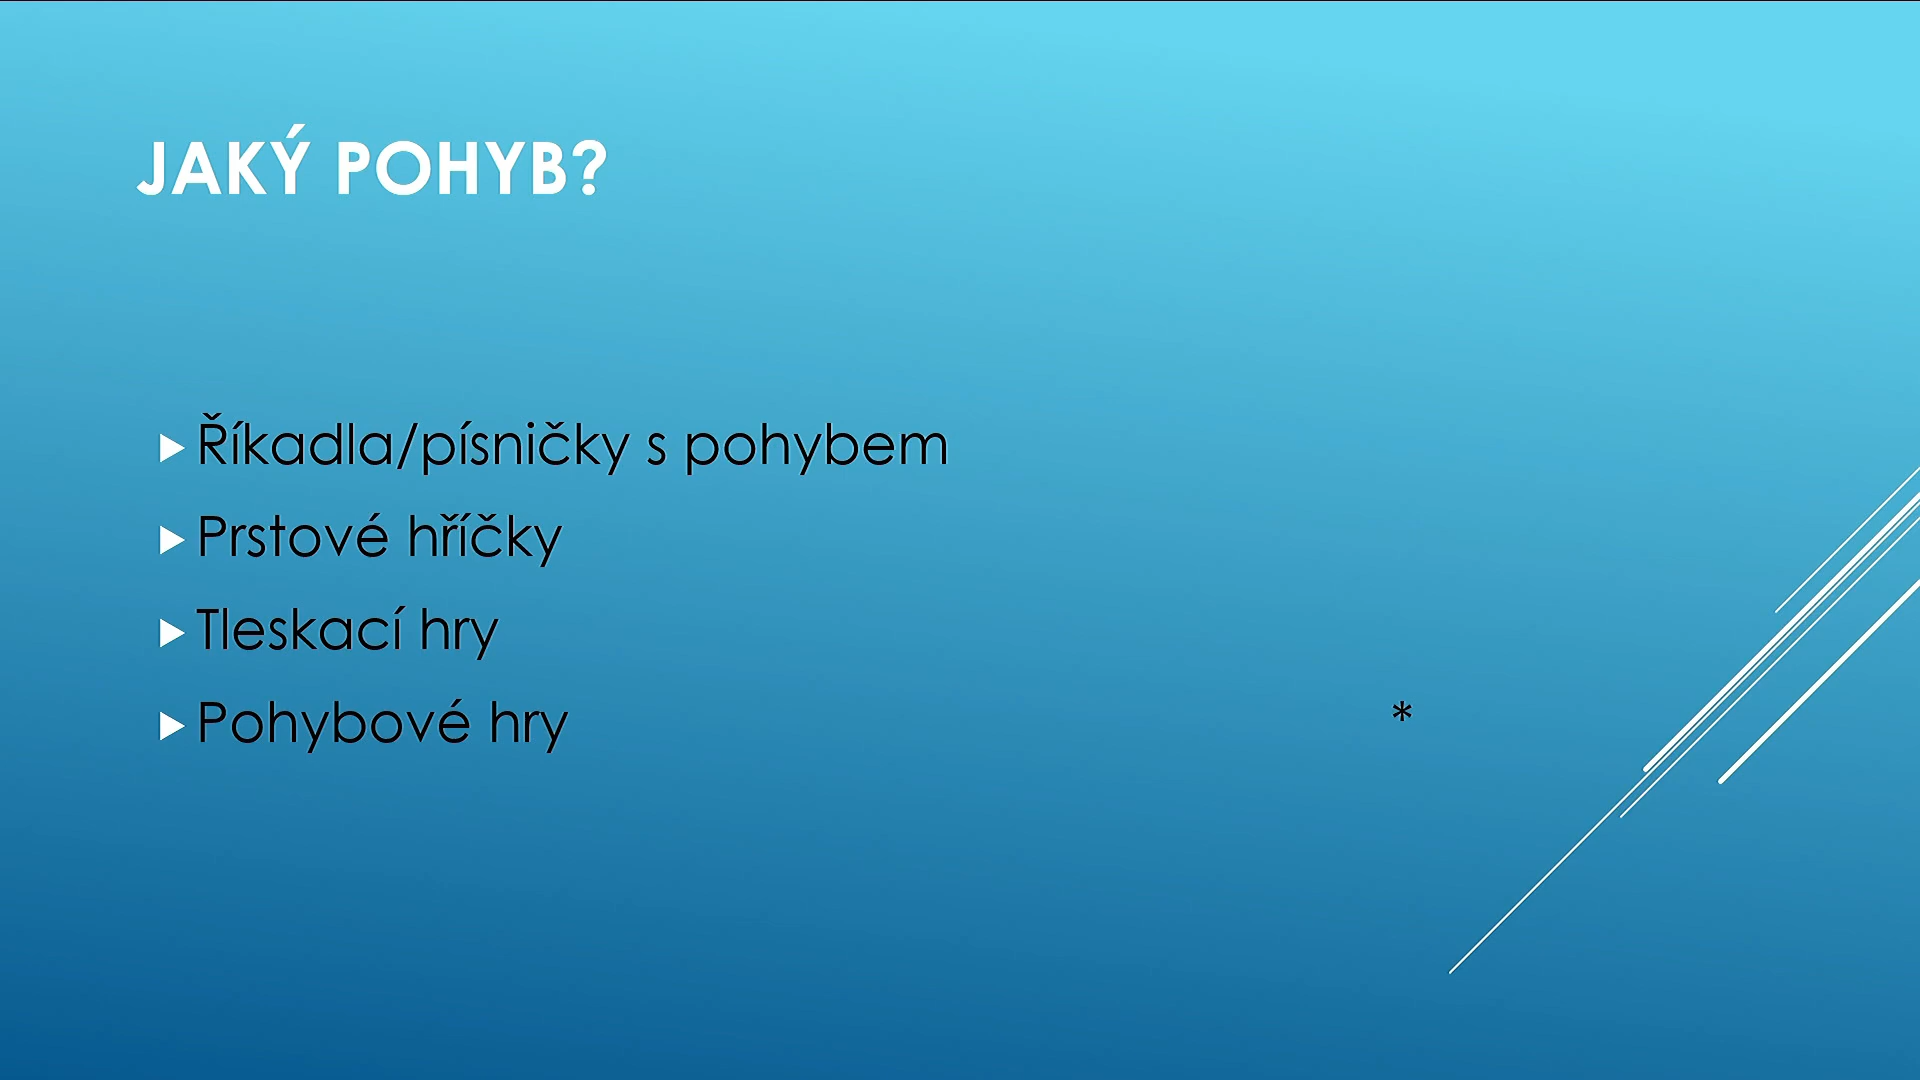 JAKÝ POHYB?
Říkadla/písničky s pohybem
Prstové hříčky
Tleskací hry
Pohybové hry *